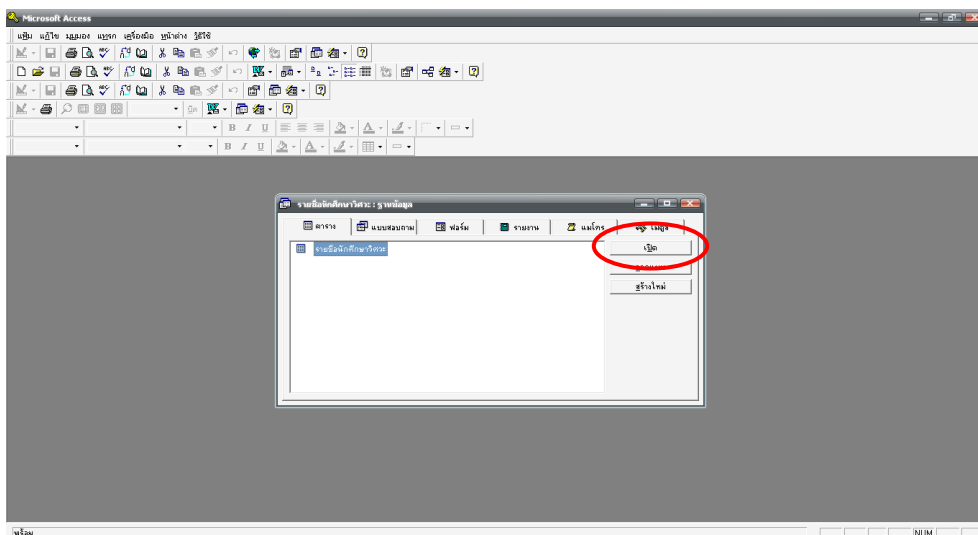 Microsoft Access
แฟ้ม แก้ไข มุมมอง แทรก เครื่องมือ หน้าต่าง วิธีใช้
B I U
B I U
รายชื่อนักศึกษาวิศวะ : ฐานข้อมูล
ตาราง แบบสอบถาม ฟอร์ม รายงาน แมโคร โมดูล
รายชื่อนักศึกษาวิศวะ
เปิด
สร้างใหม่
พร้อม NUM